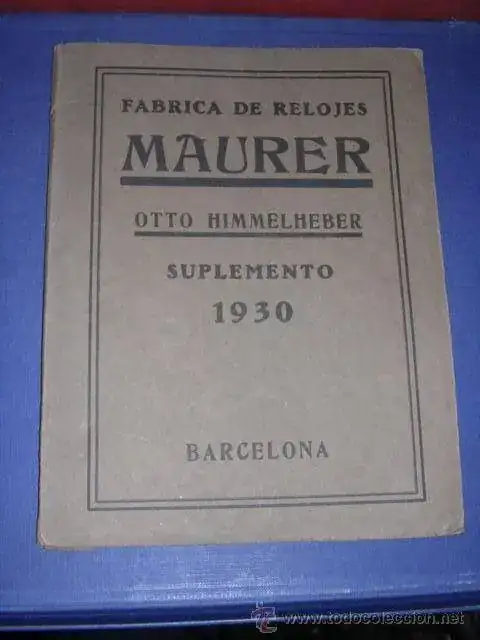 FABRICA DE RELOJES
MAURER
OTTO HIMMELHEBER
SUPLEMENTO
1930
BARCELONA
www.todocoleccion.net